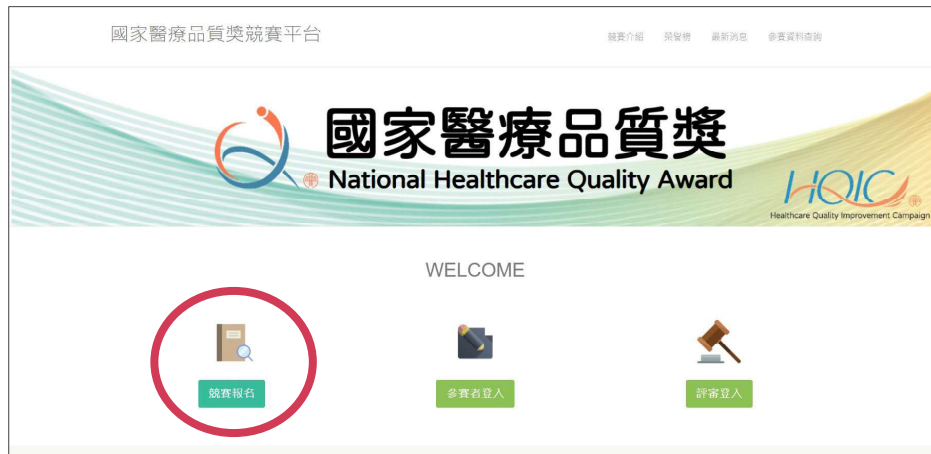 國家醫療品質獎競賽平台
競賽介紹 榮譽榜 最新消息 參賽資料查詢
國家醫療品質獎
National Healthcare Quality Award
HQIC
Healthcare Quality Improvement Campaign
WELCOME
競賽報名 參賽者登入 評審登入